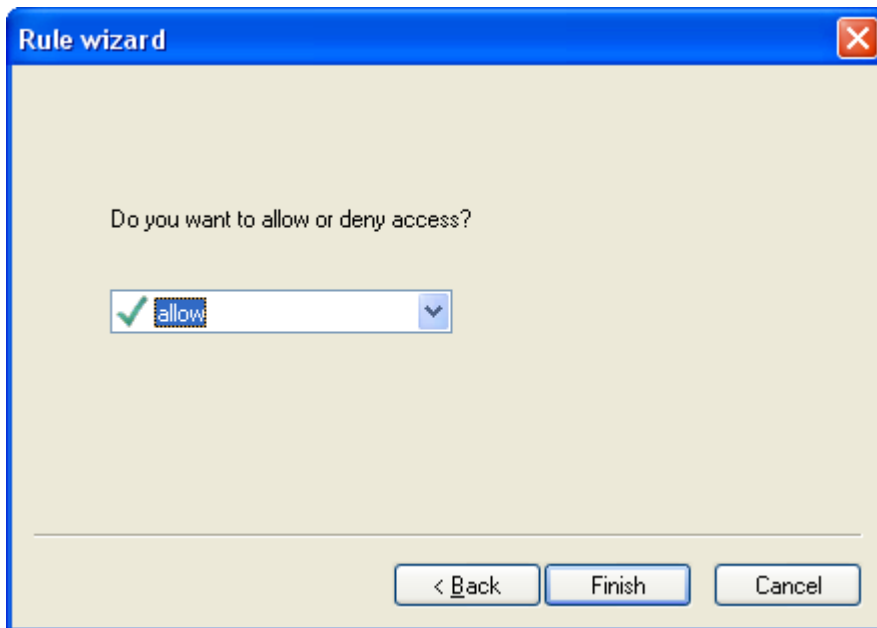 Rule wizard
Do you want to allow or deny access?
allow
< Back Finish Cancel